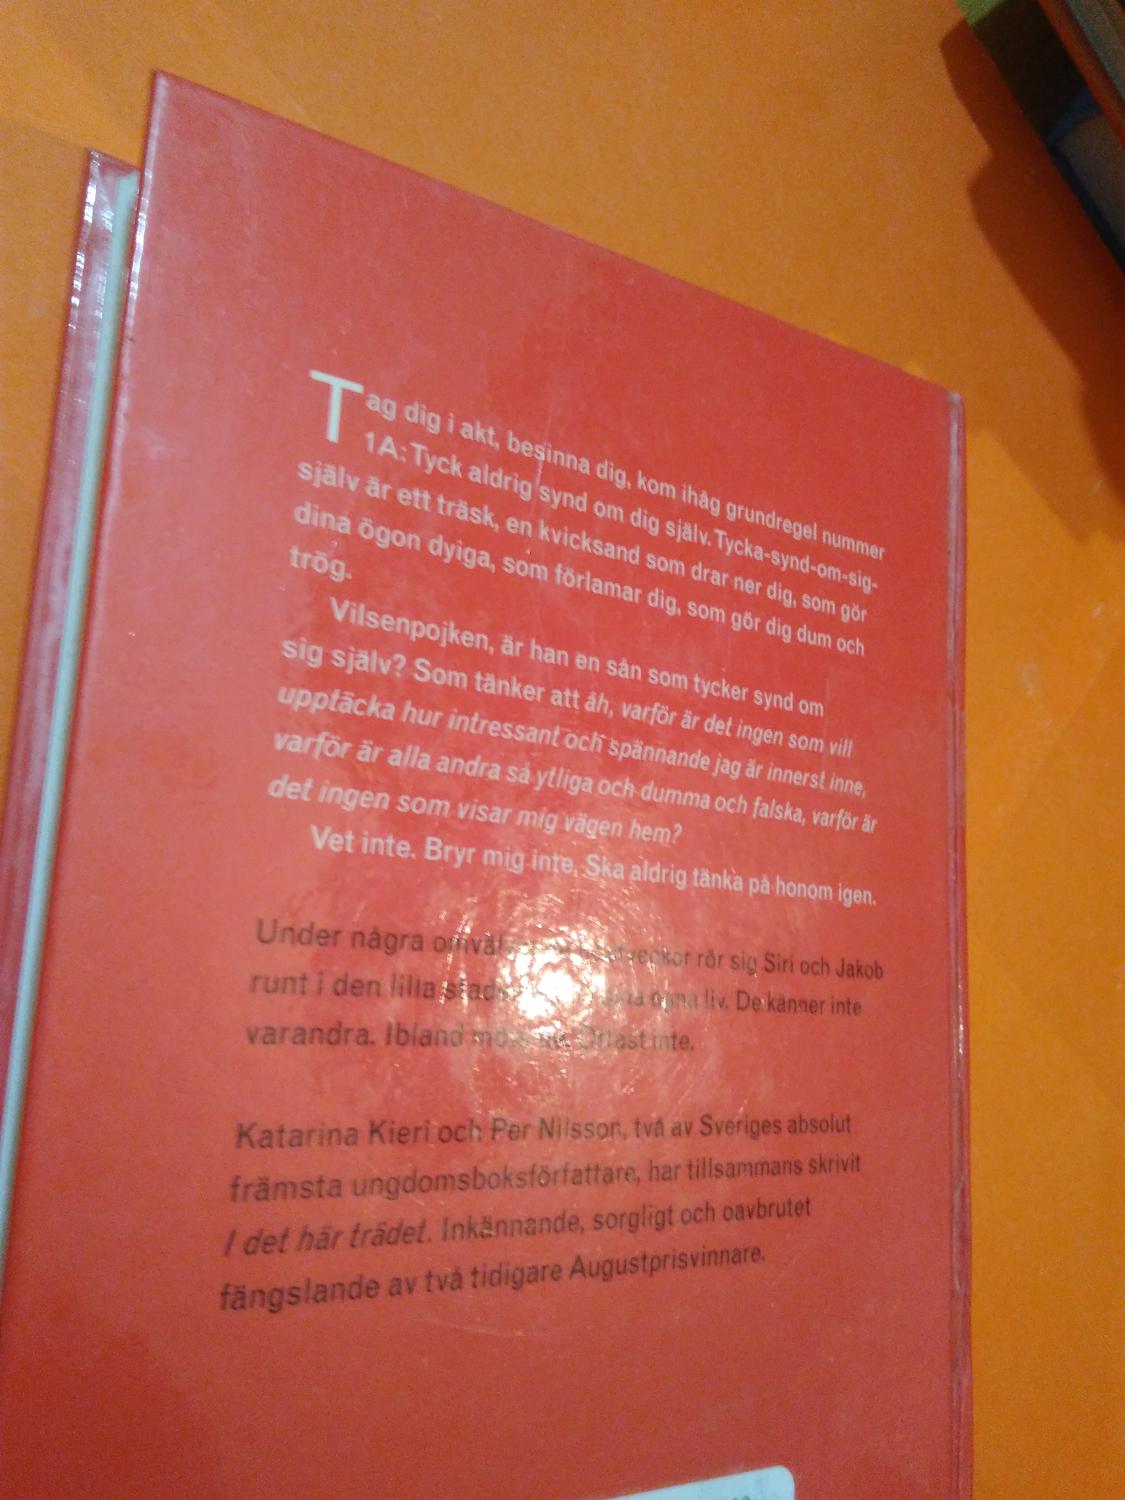 Tag dig i akt, besinna dig, kom ihåg grundregel nummer
1A: Tyck aldrig synd om dig själv. Tycka-synd-om-sig-
själv är ett träsk, en kvicksand som drar ner dig, som gör
dina ögon dyiga, som förlamar dig, som gör dig dum och
trög.
Vilsenpojken, är han en sån som tycker synd om
sig själv? Som tänker att åh, varför är det ingen som vill
upptäcka hur intressant och spännande jag är innerst inne,
varför är alla andra så ytliga och dumma och falska, varför är
det ingen som visar mig vägen hem?
Vet inte. Bryr mig inte. Ska aldrig tänka på honom igen.
Under några rör sig Siri och Jakob
runt i den lilla sina egna liv. De känner inte
varandra. Ibland möts de. Oftast inte.
Katarina Kieri och Per Nilsson, två av Sveriges absolut
främsta ungdomsboksförfattare, har tillsammans skrivit
I det här trädet. Inkännande, sorgligt och oavbrutet
fängslande av två tidigare Augustprisvinnare.